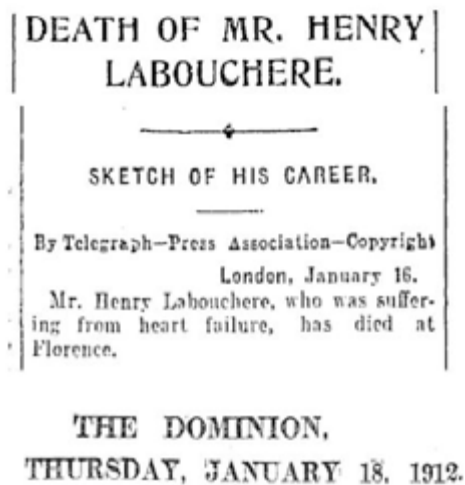 DEATH OF MR. HENRY
LABOUCHERE.
SKETCH OF HIS CAREER.
By Telegraph—Press Association—Copyright
London, January 16.
Mr. Henry Labouchere, who was suffer-
ing from heart failure, has died at
Florence.
THE DOMINION,
THURSDAY, JANUARY 18, 1912.